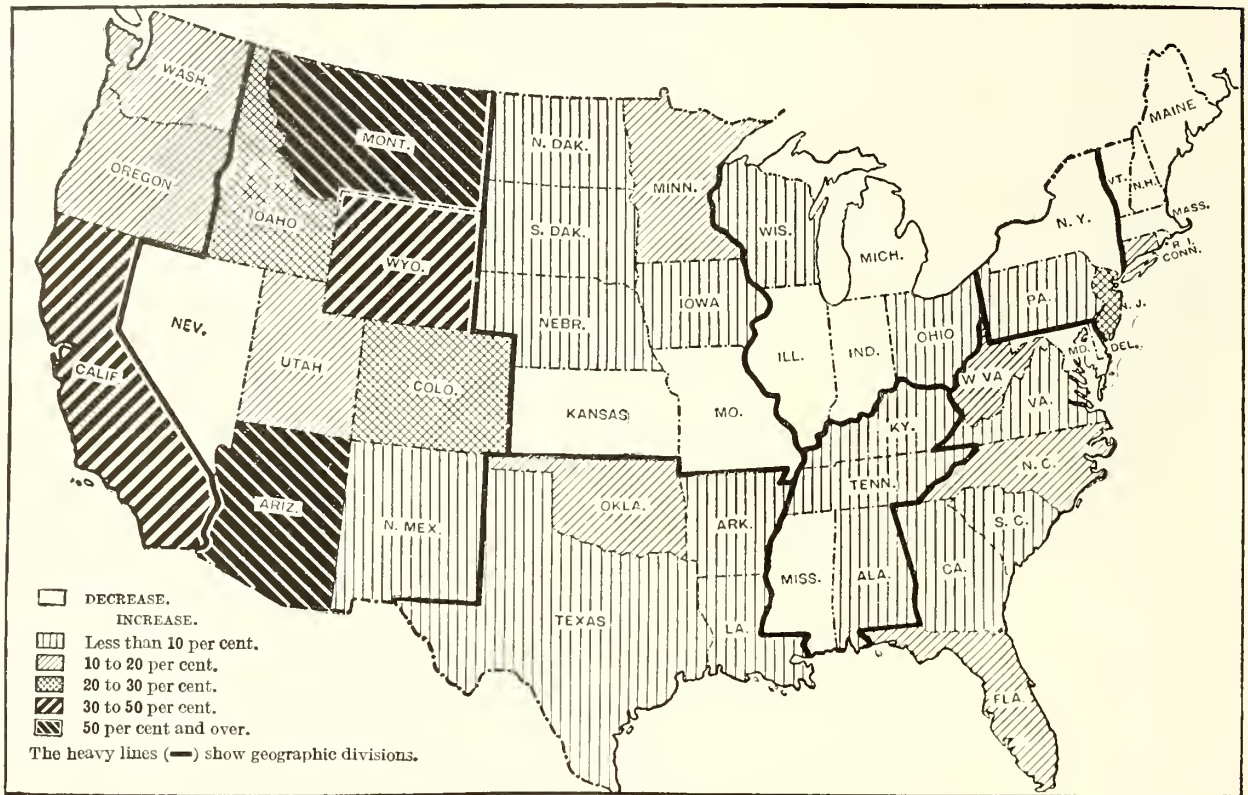 WASH.
MONT.
N. DAK.
MINN.
MAINE
OREGON
IDAHO
VT.
N.H.
S. DAK.
WIS.
MICH.
N. Y.
MASS.
R. I.
CONN.
WYO.
IOWA
PA.
N. J.
NEV.
NEBR.
OHIO
UTAH
ILL.
IND.
MD.
DEL.
CALIF.
COLO.
W VA
VA.
KANSAS
MO.
KY.
N. C.
TENN.
ARIZ.
N. MEX.
OKLA.
ARK.
S. C.
MISS.
ALA.
GA.
TEXAS
LA.
FLA.
DECREASE.
INCREASE.
Less than 10 per cent.
10 to 20 per cent.
20 to 30 per cent.
30 to 50 per cent.
50 per cent and over.
The heavy lines (━) show geographic divisions.